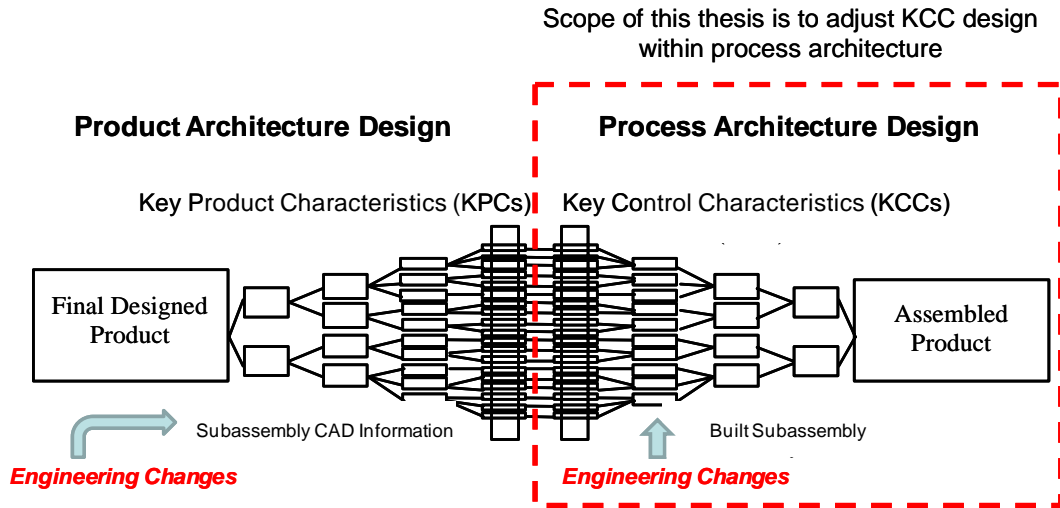 Scope of this thesis is to adjust KCC design
within process architecture
Product Architecture Design
Process Architecture Design
Key Product Characteristics (KPCs)
Key Control Characteristics (KCCs)
Final Designed
Product
Assembled
Product
Subassembly CAD Information
Built Subassembly
Engineering Changes
Engineering Changes